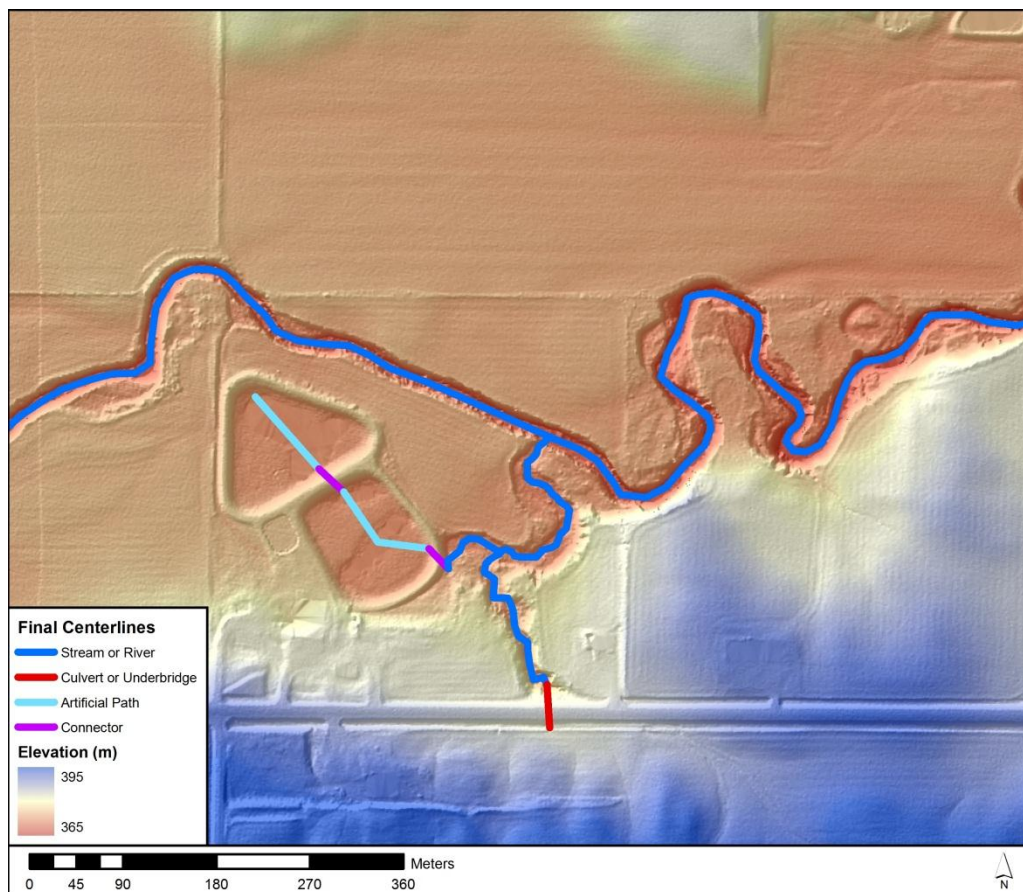 Final Centerlines
Stream or River
Culvert or Underbridge
Artificial Path
Connector
Elevation (m)
395
365
Meters
0 45 90 180 270 360
N